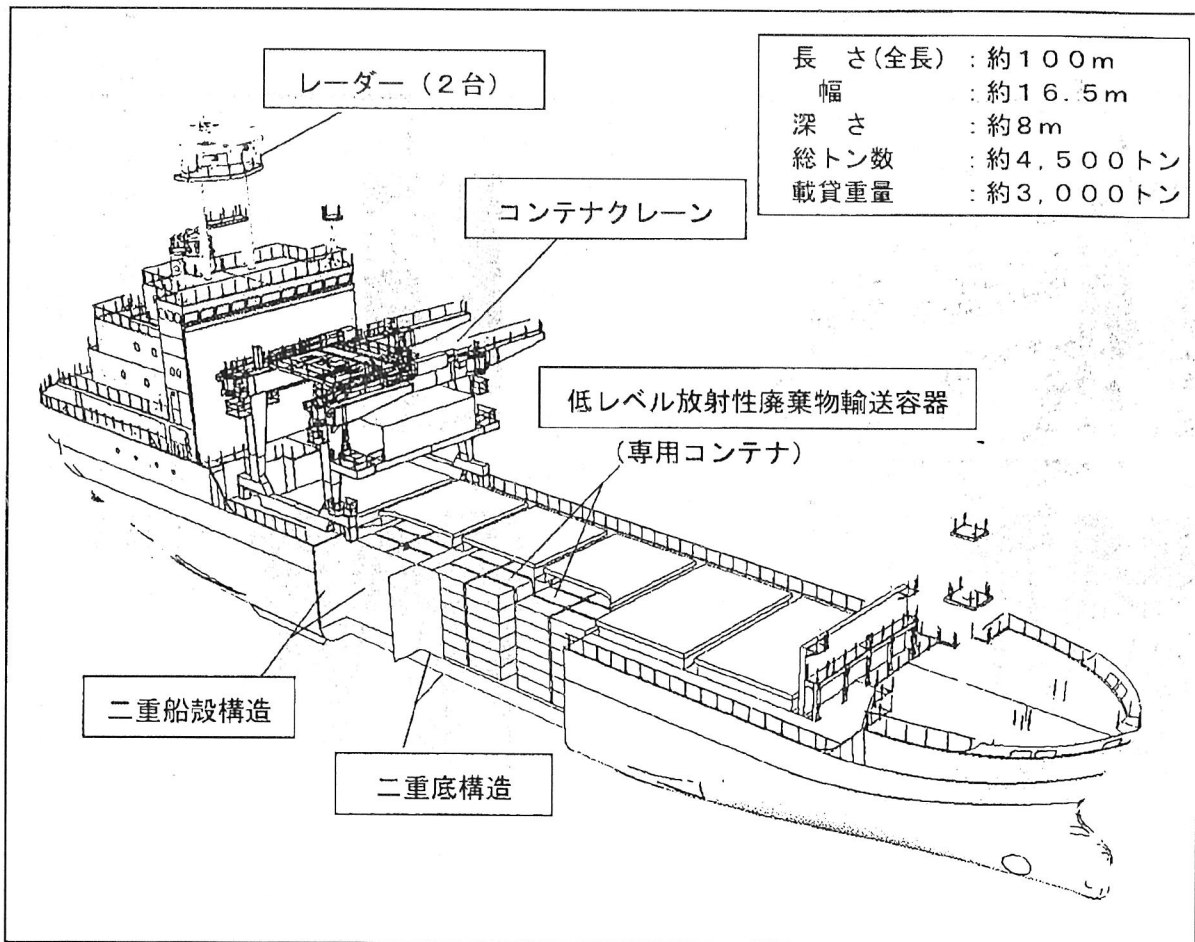 レーダー（２台）
長　さ(全長)　：約１００ｍ
幅　：約１６.５ｍ
深　さ　：約８ｍ
総トン数　：約４,５００トン
載貨重量　：約３,０００トン
コンテナクレーン
低レベル放射性廃棄物輸送容器
（専用コンテナ）
二重船殻構造
二重底構造